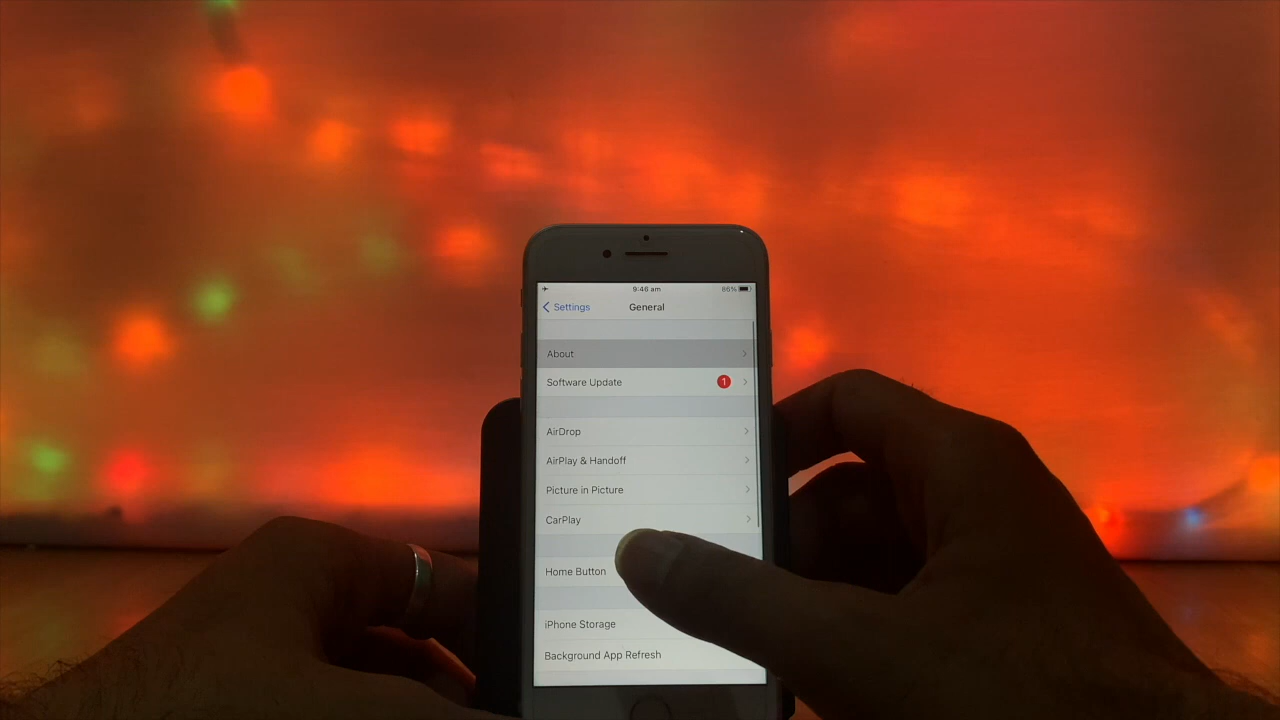 9:46 am
86%
Settings
General
About
Software Update
1
AirDrop
AirPlay & Handoff
Picture in Picture
CarPlay
Home Button
iPhone Storage
Background App Refresh